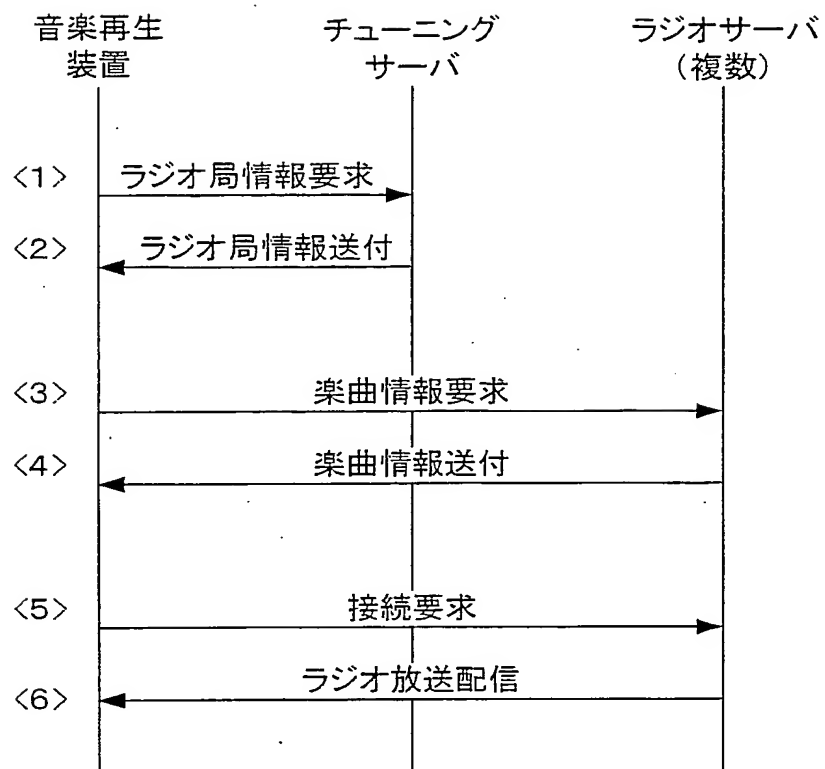 音楽再生
装置
チューニング
サーバ
ラジオサーバ
(複数)
<1> ラジオ局情報要求
<2> ラジオ局情報送付
<3> 楽曲情報要求
<4> 楽曲情報送付
<5> 接続要求
<6> ラジオ放送配信